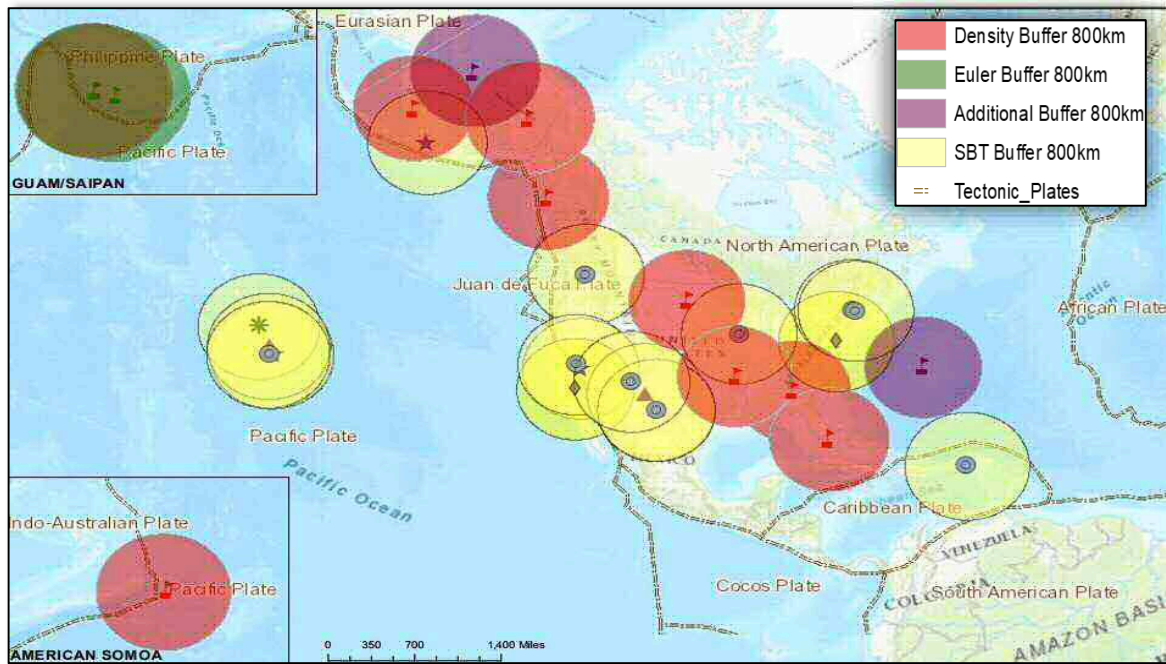 Eurasian Plate
Philippine Plate
Pacific Plate
GUAM/SAIPAN
Density Buffer 800km
Euler Buffer 800km
Additional Buffer 800km
SBT Buffer 800km
Tectonic_Plates
CANADA
North American Plate
Juan de Fuca Plate
African Plate
Ocean
UNITED
Pacific Plate
Pacific Ocean
Caribbean Plate
Indo-Australian Plate
VENEZUELA
Pacific Plate
Cocos Plate
South American Plate
AMAZON BASI
AMERICAN SOMOA
0 350 700 1,400 Miles